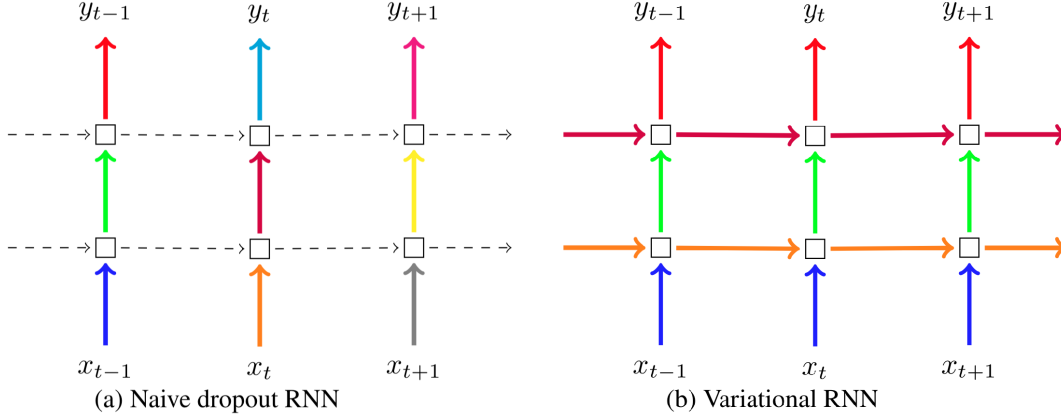 y_{t-1} y_t y_{t+1} y_{t-1} y_t y_{t+1}
x_{t-1} x_t x_{t+1} x_{t-1} x_t x_{t+1}
(a) Naive dropout RNN (b) Variational RNN